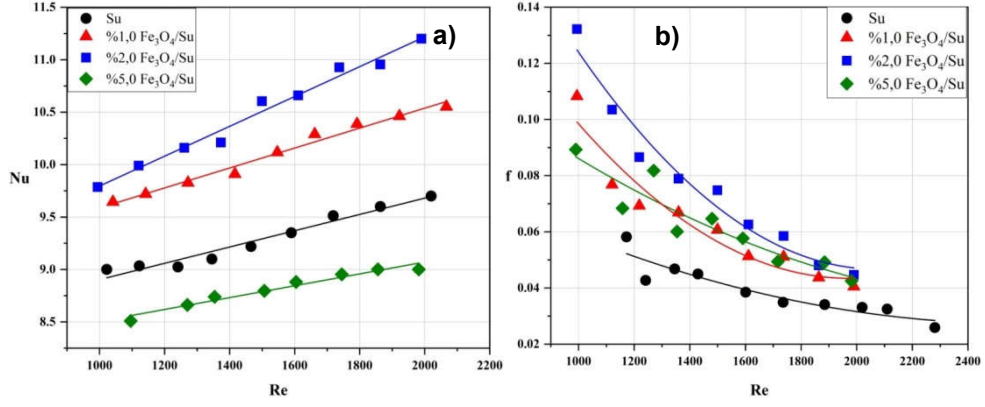 a)
Su
%1,0 Fe₃O₄/Su
%2,0 Fe₃O₄/Su
%5,0 Fe₃O₄/Su
Nu
11.5
11.0
10.5
10.0
9.5
9.0
8.5
1000 1200 1400 1600 1800 2000 2200
Re
b)
Su
%1,0 Fe₃O₄/Su
%2,0 Fe₃O₄/Su
%5,0 Fe₃O₄/Su
f
0.14
0.12
0.10
0.08
0.06
0.04
0.02
1000 1200 1400 1600 1800 2000 2200 2400
Re